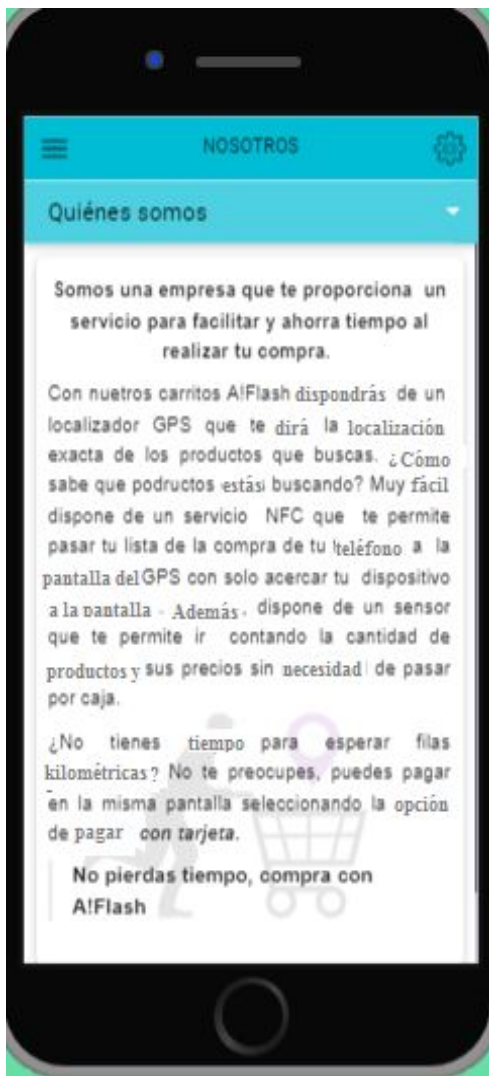 NOSOTROS
Quiénes somos
Somos una empresa que te proporciona un
servicio para facilitar y ahorra tiempo al
realizar tu compra.
Con nuetros carritos A!Flash dispondrás de un
localizador GPS que te dirá la localización
exacta de los productos que buscas. ¿Cómo
sabe que podructos estás buscando? Muy fácil
dispone de un servicio NFC que te permite
pasar tu lista de la compra de tu teléfono a la
pantalla del GPS con solo acercar tu dispositivo
a la pantalla . Además, dispone de un sensor
que te permite ir contando la cantidad de
productos y sus precios sin necesidad de pasar
por caja.
¿No tienes tiempo para esperar filas
kilométricas? No te preocupes, puedes pagar
en la misma pantalla seleccionando la opción
de pagar con tarjeta.
No pierdas tiempo, compra con
A!Flash